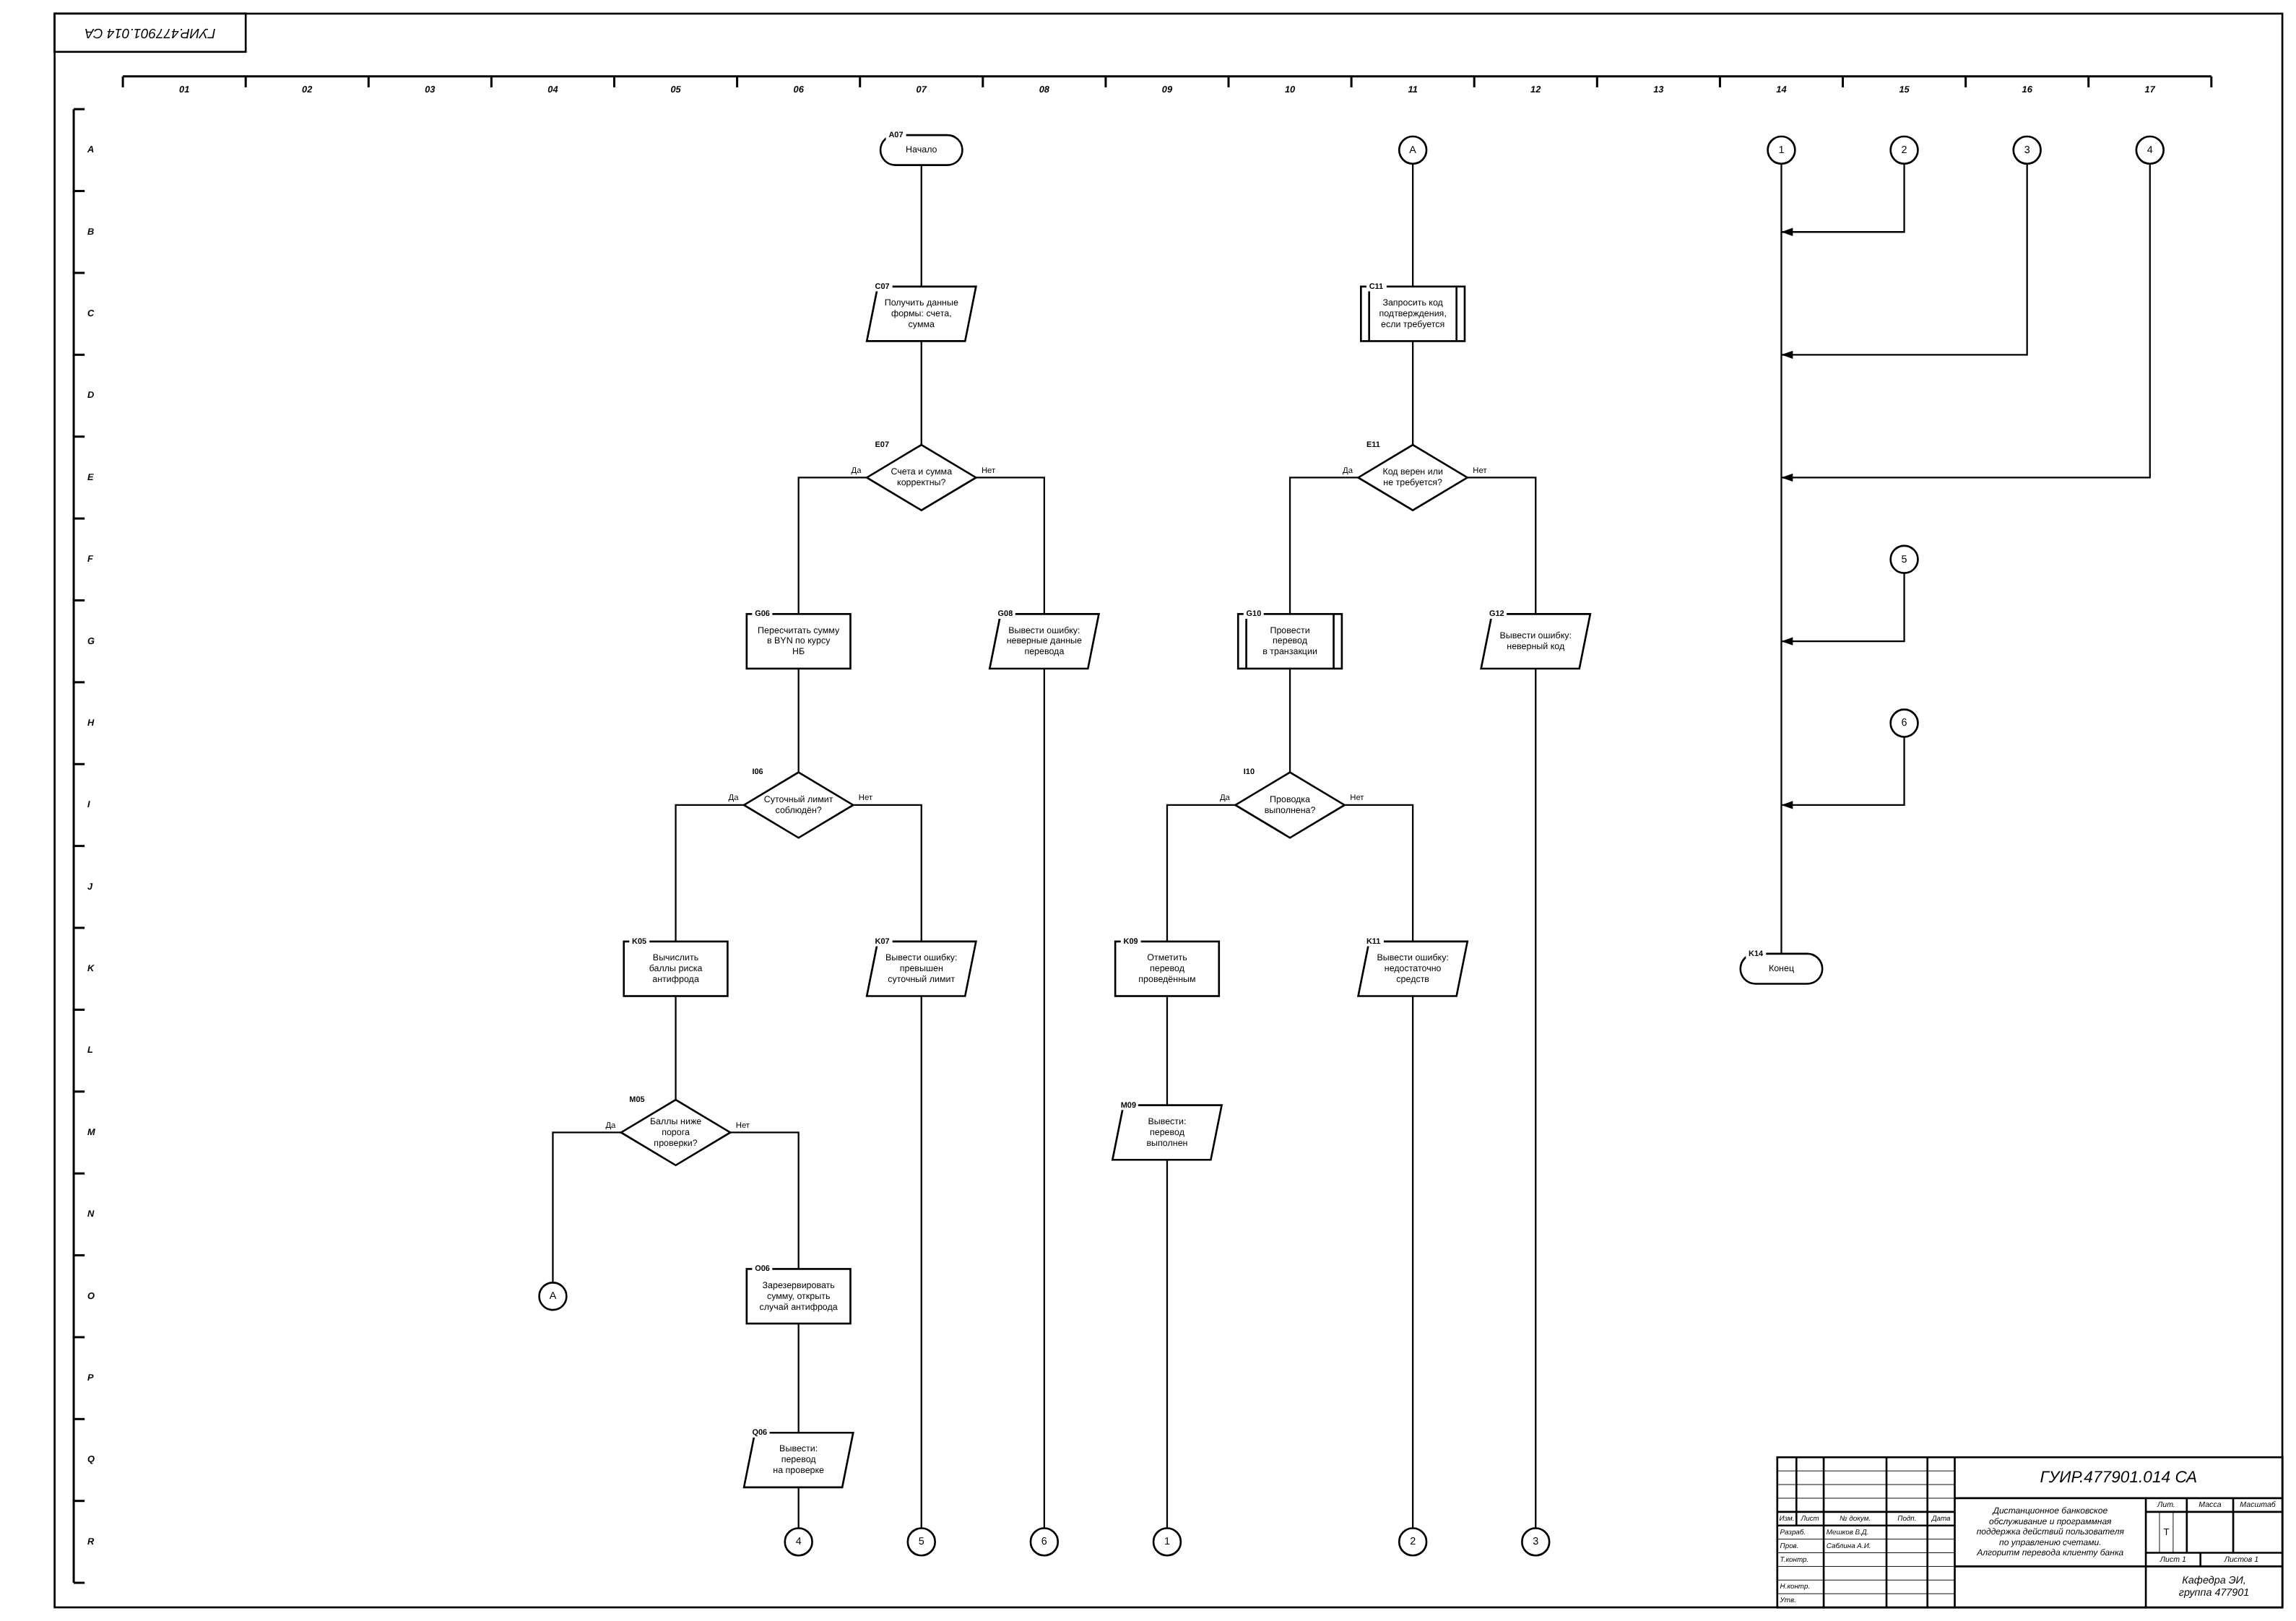 ГУИР.477901.014 СА
01 02 03 04 05 06 07 08 09 10 11 12 13 14 15 16 17
A
B
C
D
E
F
G
H
I
J
K
L
M
N
O
P
Q
R
A07
Начало
C07
Получить данные
формы: счета,
сумма
E07
Счета и сумма
корректны?
Да
Нет
G06
Пересчитать сумму
в BYN по курсу
НБ
G08
Вывести ошибку:
неверные данные
перевода
I06
Суточный лимит
соблюдён?
Да
Нет
K05
Вычислить
баллы риска
антифрода
K07
Вывести ошибку:
превышен
суточный лимит
M05
Баллы ниже
порога
проверки?
Да
Нет
A
O06
Зарезервировать
сумму, открыть
случай антифрода
Q06
Вывести:
перевод
на проверке
4
5
6
A
C11
Запросить код
подтверждения,
если требуется
E11
Код верен или
не требуется?
Да
Нет
G10
Провести
перевод
в транзакции
G12
Вывести ошибку:
неверный код
I10
Проводка
выполнена?
Да
Нет
K09
Отметить
перевод
проведённым
K11
Вывести ошибку:
недостаточно
средств
M09
Вывести:
перевод
выполнен
1
2
3
1
2
3
4
5
6
K14
Конец
ГУИР.477901.014 СА
Изм. Лист № докум. Подп. Дата
Разраб. Мешков В.Д.
Пров. Саблина А.И.
Т.контр.
Н.контр.
Утв.
Дистанционное банковское
обслуживание и программная
поддержка действий пользователя
по управлению счетами.
Алгоритм перевода клиенту банка
Лит. Масса Масштаб
Т
Лист 1 Листов 1
Кафедра ЭИ,
группа 477901